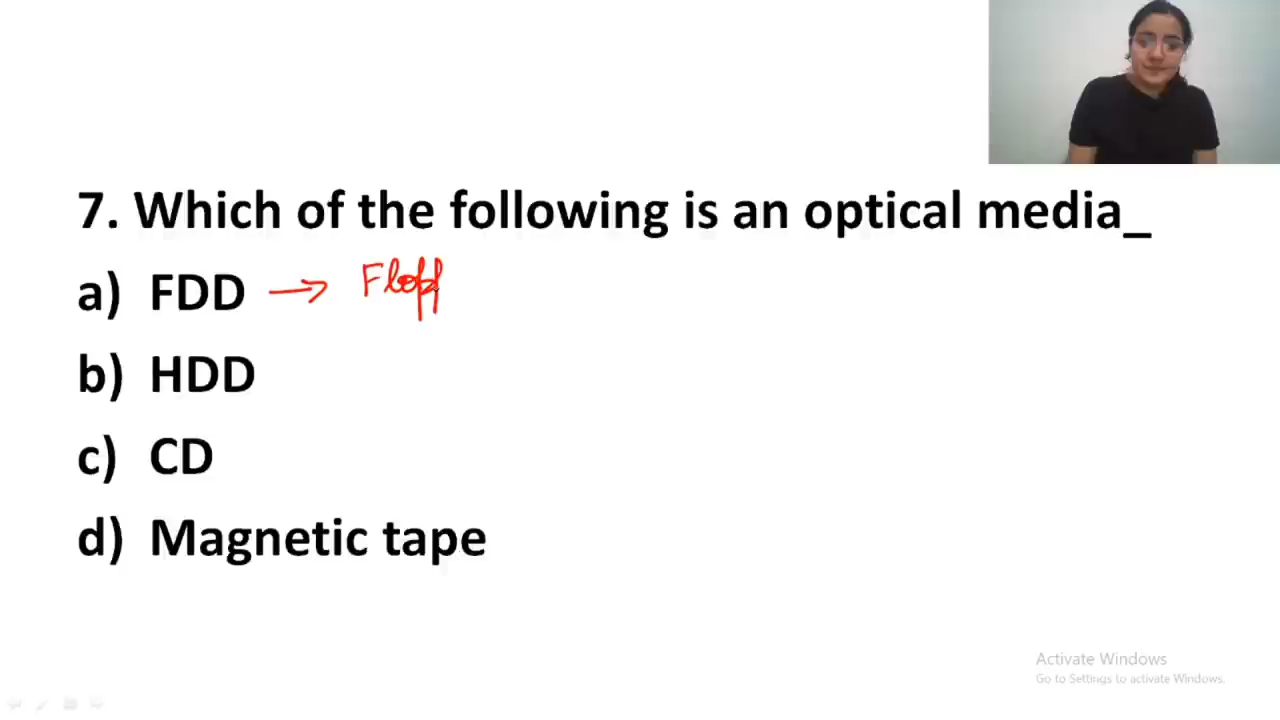 7. Which of the following is an optical media_
a) FDD → Flopp
b) HDD
c) CD
d) Magnetic tape
Activate Windows
Go to Settings to activate Windows.